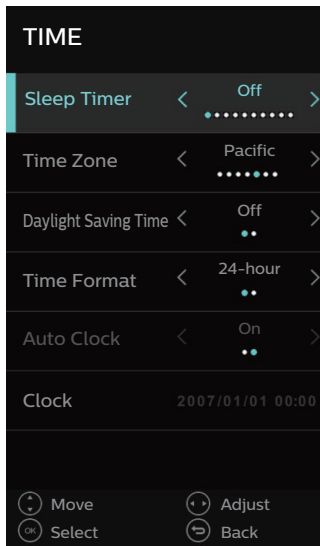 TIME
Sleep Timer < Off >
Time Zone < Pacific >
Daylight Saving Time < Off >
Time Format < 24-hour >
Auto Clock < On >
Clock 2007/01/01 00:00
Move Adjust
OK Select Back